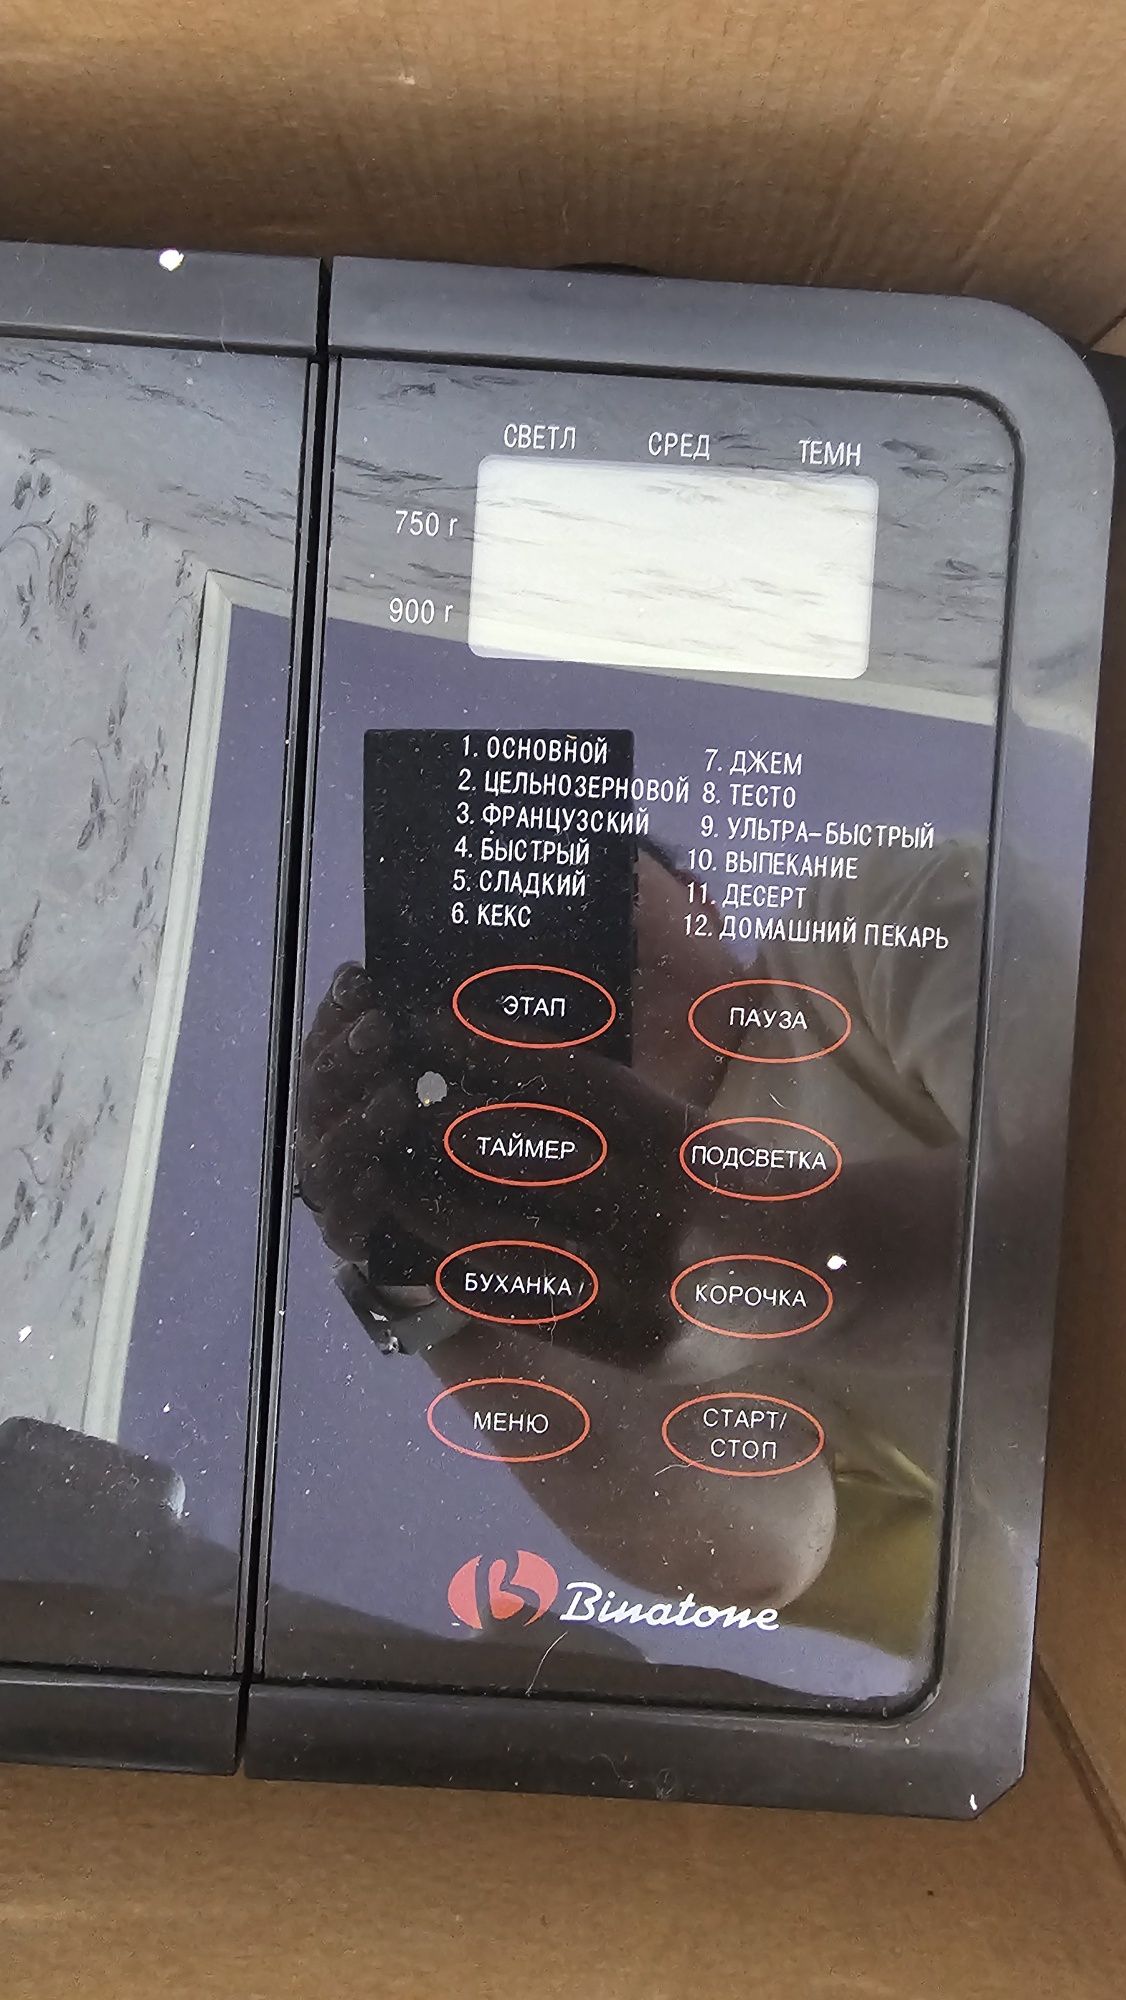 СВЕТЛ СРЕД ТЕМН
750 г
900 г
1. ОСНОВНОЙ
2. ЦЕЛЬНОЗЕРНОВОЙ
3. ФРАНЦУЗСКИЙ
4. БЫСТРЫЙ
5. СЛАДКИЙ
6. КЕКС
7. ДЖЕМ
8. ТЕСТО
9. УЛЬТРА-БЫСТРЫЙ
10. ВЫПЕКАНИЕ
11. ДЕСЕРТ
12. ДОМАШНИЙ ПЕКАРЬ
ЭТАП ПАУЗА
ТАЙМЕР ПОДСВЕТКА
БУХАНКА КОРОЧКА
МЕНЮ СТАРТ/
СТОП
Binatone